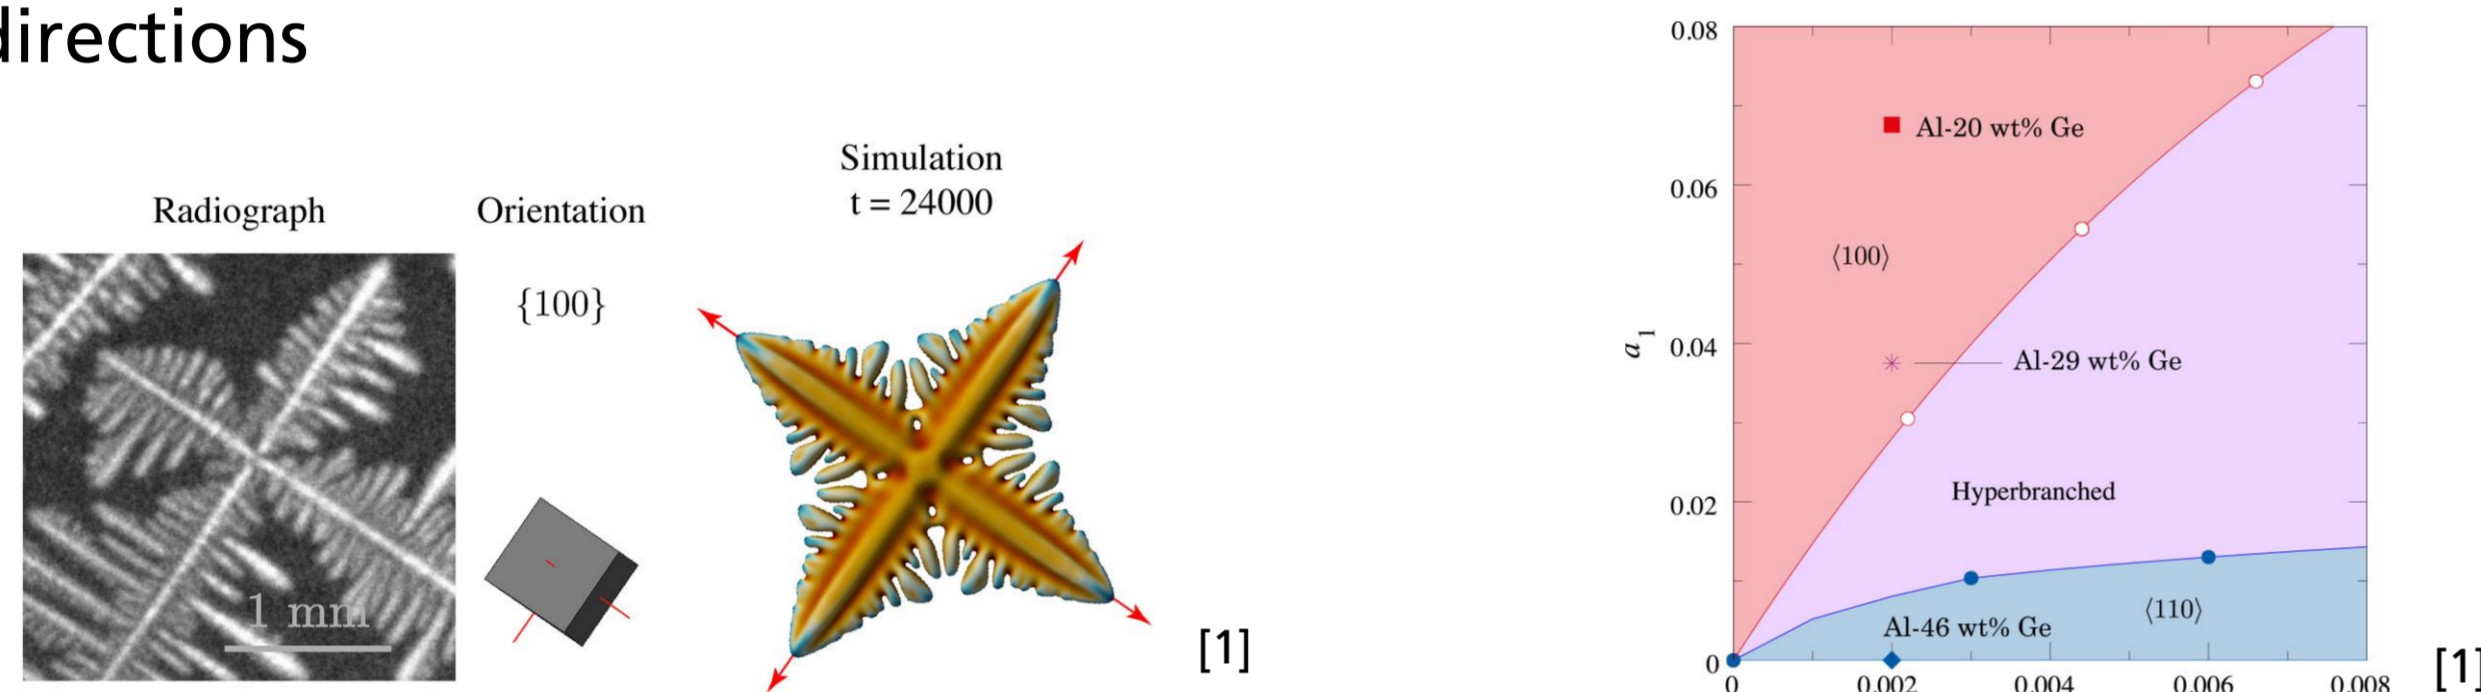 directions
Radiograph
Orientation
Simulation
t = 24000
{100}
1 mm
[1]
0.08
0.06
0.04
0.02
0
a1
Al-20 wt% Ge
⟨100⟩
Al-29 wt% Ge
Hyperbranched
⟨110⟩
Al-46 wt% Ge
0
0.002
0.004
0.006
0.008
[1]